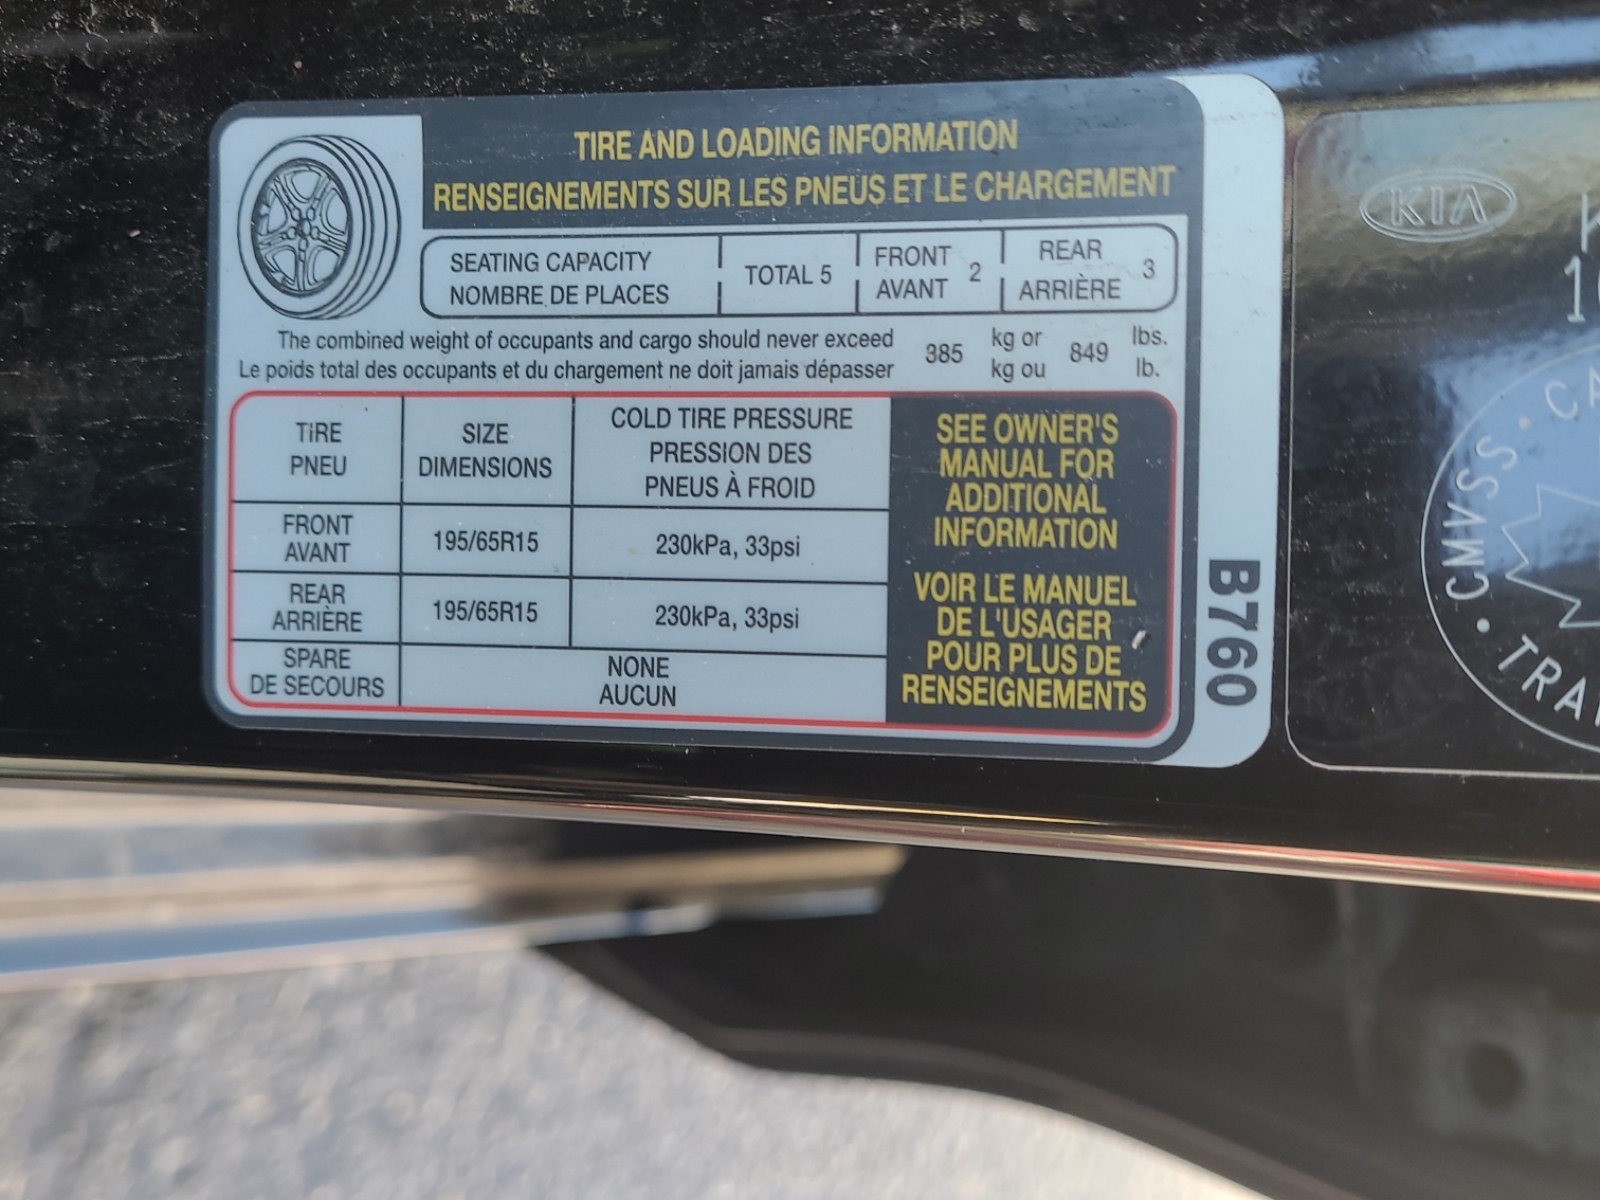 TIRE AND LOADING INFORMATION
RENSEIGNEMENTS SUR LES PNEUS ET LE CHARGEMENT
SEATING CAPACITY
NOMBRE DE PLACES
TOTAL 5
FRONT
AVANT
2
REAR
ARRIÈRE
3
The combined weight of occupants and cargo should never exceed
Le poids total des occupants et du chargement ne doit jamais dépasser
385
kg or
kg ou
849
lbs.
lb.
TIRE
PNEU
SIZE
DIMENSIONS
COLD TIRE PRESSURE
PRESSION DES
PNEUS À FROID
FRONT
AVANT
195/65R15
230kPa, 33psi
REAR
ARRIÈRE
195/65R15
230kPa, 33psi
SPARE
DE SECOURS
NONE
AUCUN
SEE OWNER'S
MANUAL FOR
ADDITIONAL
INFORMATION
VOIR LE MANUEL
DE L'USAGER
POUR PLUS DE
RENSEIGNEMENTS
B760
KIA
CMVSS